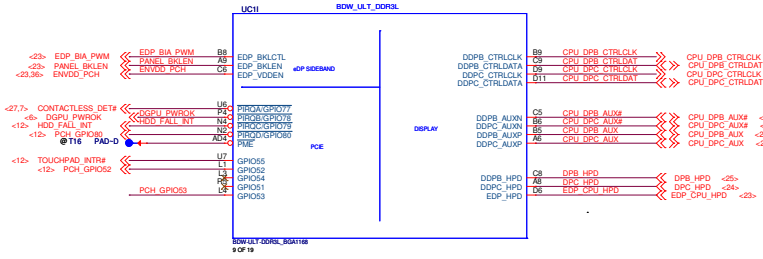 UC1I
BDW_ULT_DDR3L
<23> EDP_BIA_PWM EDP_BIA_PWM B8 EDP_BKLCTL
<23> PANEL_BKLEN PANEL_BKLEN A9 EDP_BKLEN
<23,36> ENVDD_PCH ENVDD_PCH C6 EDP_VDDEN
eDP SIDEBAND
DDPB_CTRLCLK B9 CPU_DPB_CTRLCLK CPU_DPB_CTRLCLK
DDPB_CTRLDATA C9 CPU_DPB_CTRLDAT CPU_DPB_CTRLDAT
DDPC_CTRLCLK D9 CPU_DPC_CTRLCLK CPU_DPC_CTRLCLK
DDPC_CTRLDATA D11 CPU_DPC_CTRLDAT CPU_DPC_CTRLDAT
<27,7> CONTACTLESS_DET# U6 PIRQA/GPIO77
<6> DGPU_PWROK DGPU_PWROK P4 PIRQB/GPIO78
<12> HDD_FALL_INT HDD_FALL_INT N4 PIRQC/GPIO79
<12> PCH_GPIO80 N2 PIRQD/GPIO80
@T16 PAD-D AD4 PME
DDPB_AUXN C5 CPU_DPB_AUX# CPU_DPB_AUX#
DDPC_AUXN B6 CPU_DPC_AUX# CPU_DPC_AUX#
DDPB_AUXP B5 CPU_DPB_AUX CPU_DPB_AUX
DDPC_AUXP A6 CPU_DPC_AUX CPU_DPC_AUX
DISPLAY
PCIE
<12> TOUCHPAD_INTR# U7 GPIO55
<12> PCH_GPIO52 L1 GPIO52
L3 GPIO54
GPIO51
PCH_GPIO53 L4 GPIO53
DDPB_HPD C8 DPB_HPD DPB_HPD <25>
DDPC_HPD A8 DPC_HPD DPC_HPD <24>
EDP_HPD D6 EDP_CPU_HPD EDP_CPU_HPD <23>
BDW-ULT-DDR3L_BGA1168
9 OF 19